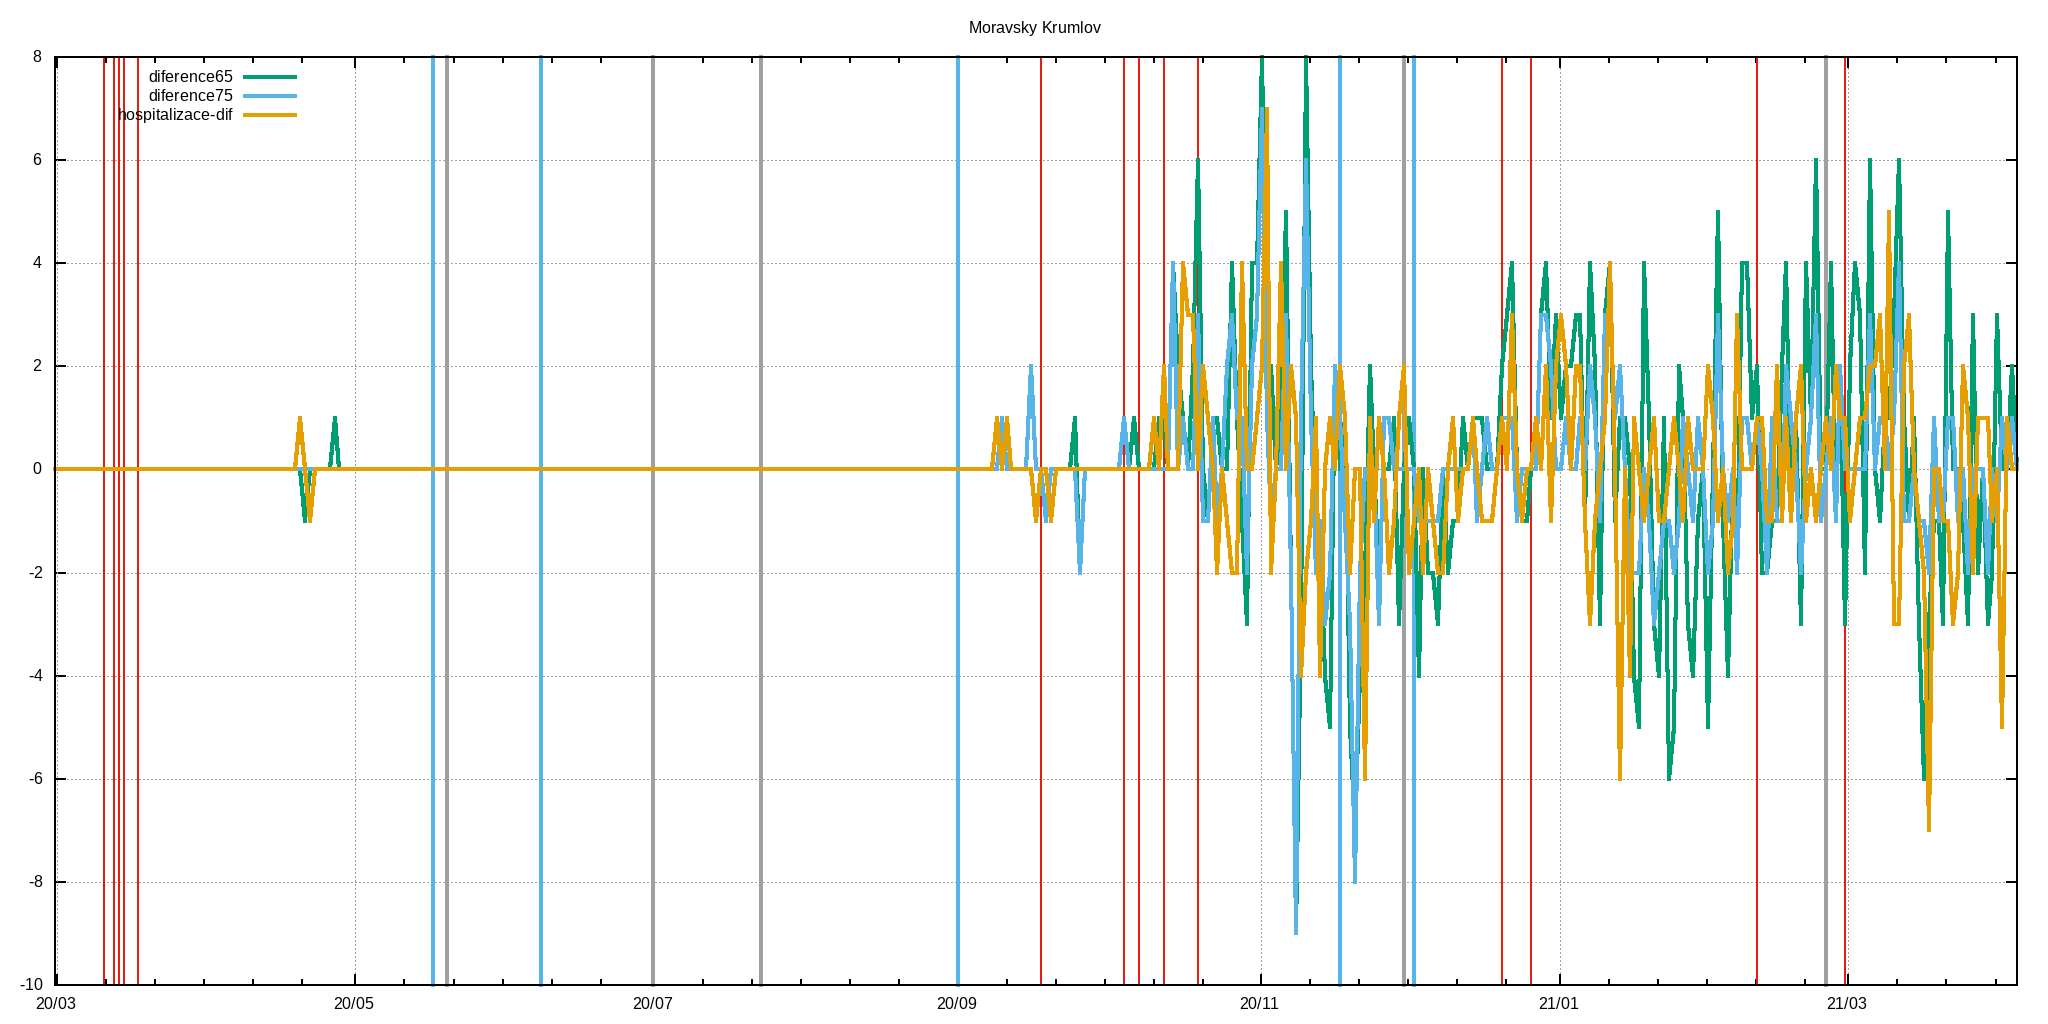 Moravsky Krumlov
8
diference65
diference75
hospitalizace-dif
6
4
2
0
-2
-4
-6
-8
-10
20/03 20/05 20/07 20/09 20/11 21/01 21/03